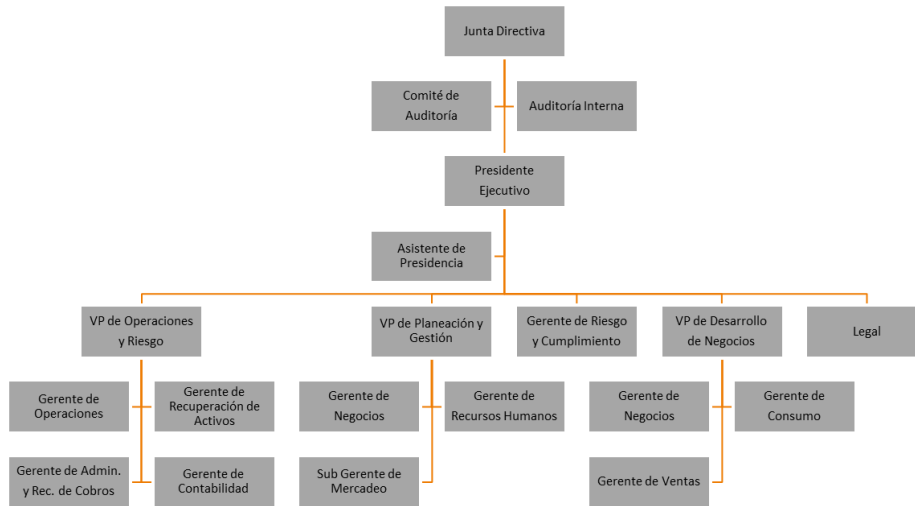 Junta Directiva
Comité de
Auditoría
Auditoría Interna
Presidente
Ejecutivo
Asistente de
Presidencia
VP de Operaciones
y Riesgo
VP de Planeación y
Gestión
Gerente de Riesgo
y Cumplimiento
VP de Desarrollo
de Negocios
Legal
Gerente de
Operaciones
Gerente de
Recuperación de
Activos
Gerente de
Negocios
Gerente de
Recursos Humanos
Gerente de
Negocios
Gerente de
Consumo
Gerente de Admin.
y Rec. de Cobros
Gerente de
Contabilidad
Sub Gerente de
Mercadeo
Gerente de Ventas